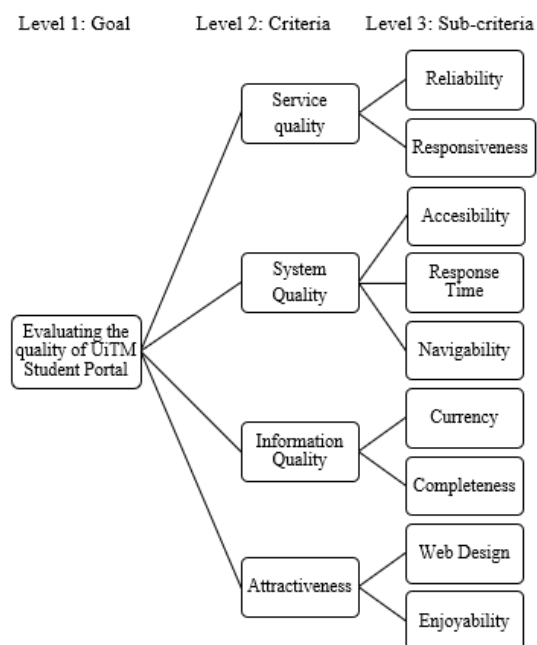 Level 1: Goal
Level 2: Criteria
Level 3: Sub-criteria
Evaluating the
quality of UiTM
Student Portal
Service
quality
Reliability
Responsiveness
System
Quality
Accesibility
Response
Time
Navigability
Information
Quality
Currency
Completeness
Attractiveness
Web Design
Enjoyability